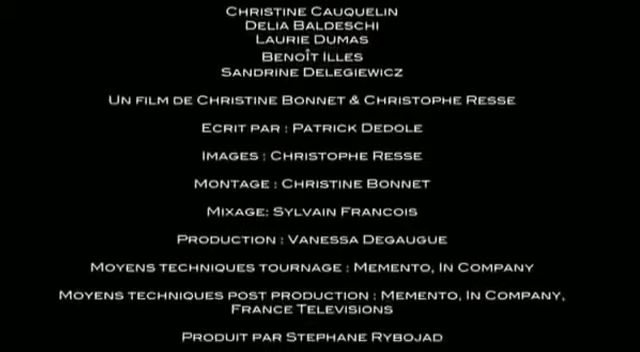 Christine Cauquelin
Delia Baldeschi
Laurie Dumas
Benoît Illes
Sandrine Delegiewicz
Un film de Christine Bonnet & Christophe Resse
Ecrit par : Patrick Dedole
Images : Christophe Resse
Montage : Christine Bonnet
Mixage: Sylvain Francois
Production : Vanessa Degaugue
Moyens techniques tournage : Memento, In Company
Moyens techniques post production : Memento, In Company,
France Televisions
Produit par Stephane Rybojad